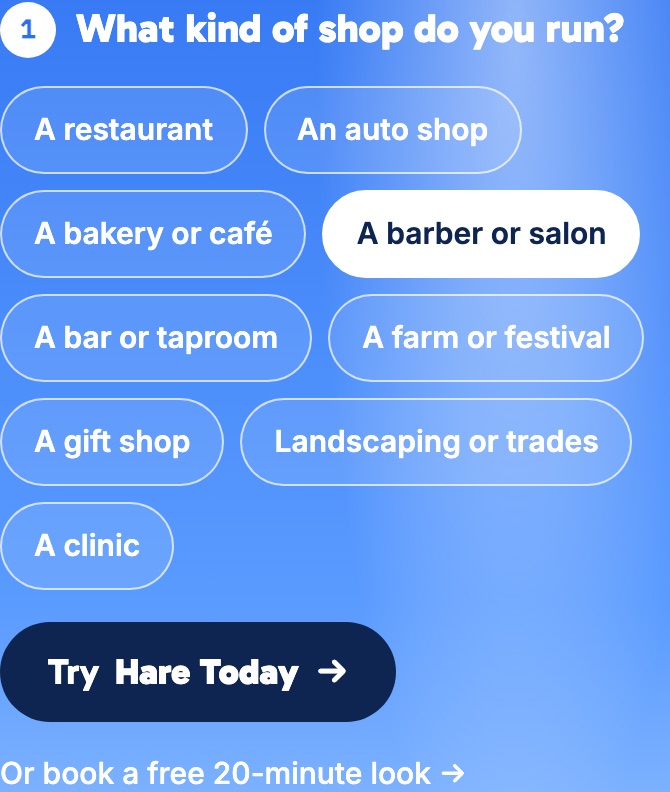 1 What kind of shop do you run?
A restaurant An auto shop
A bakery or café A barber or salon
A bar or taproom A farm or festival
A gift shop Landscaping or trades
A clinic
Try Hare Today →
Or book a free 20-minute look →